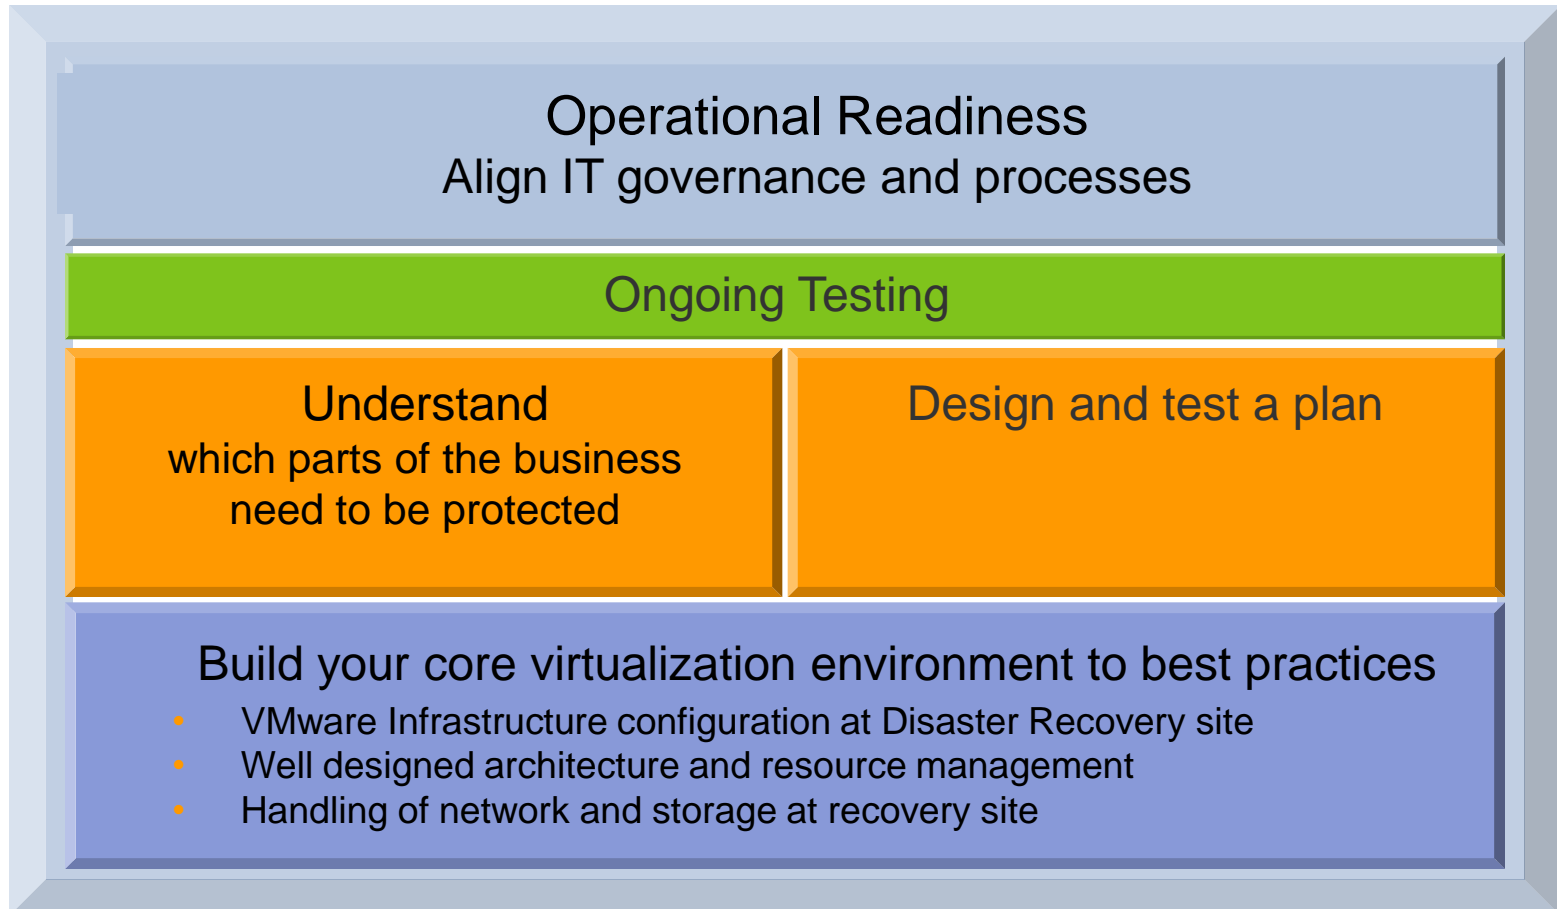 Operational Readiness
Align IT governance and processes
Ongoing Testing
Understand
which parts of the business
need to be protected
Design and test a plan
Build your core virtualization environment to best practices
• VMware Infrastructure configuration at Disaster Recovery site
• Well designed architecture and resource management
• Handling of network and storage at recovery site